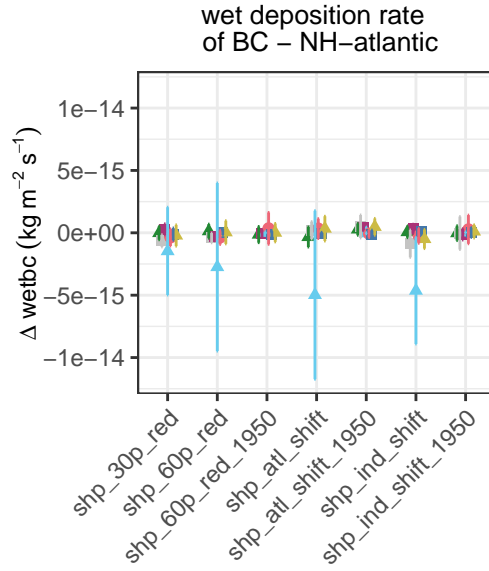 wet deposition rate
of BC − NH−atlantic
Δ wetbc (kg m⁻² s⁻¹)
1e−14
5e−15
0e+00
−5e−15
−1e−14
shp_30p_red
shp_60p_red
shp_60p_red_1950
shp_atl_shift
shp_atl_shift_1950
shp_ind_shift
shp_ind_shift_1950